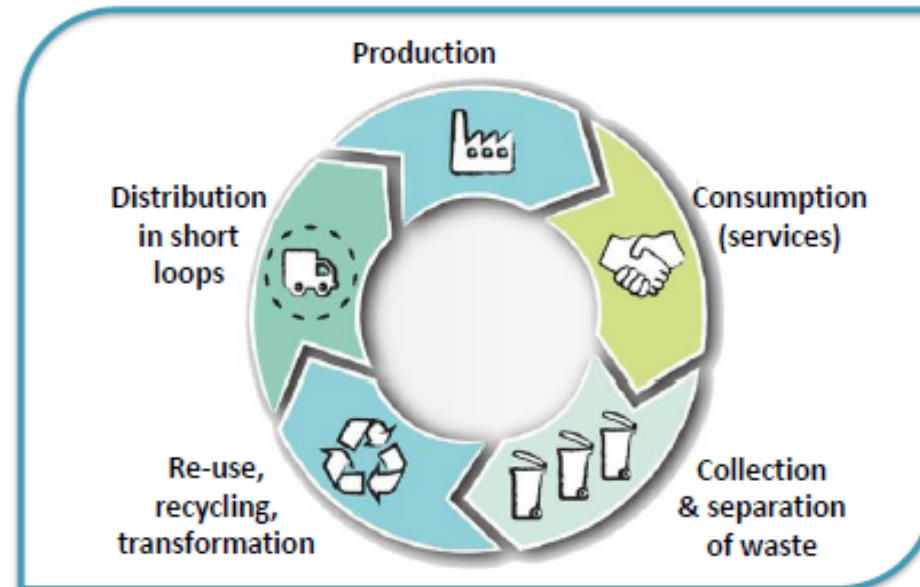 Production
Consumption
(services)
Collection
& separation
of waste
Re-use,
recycling,
transformation
Distribution
in short
loops